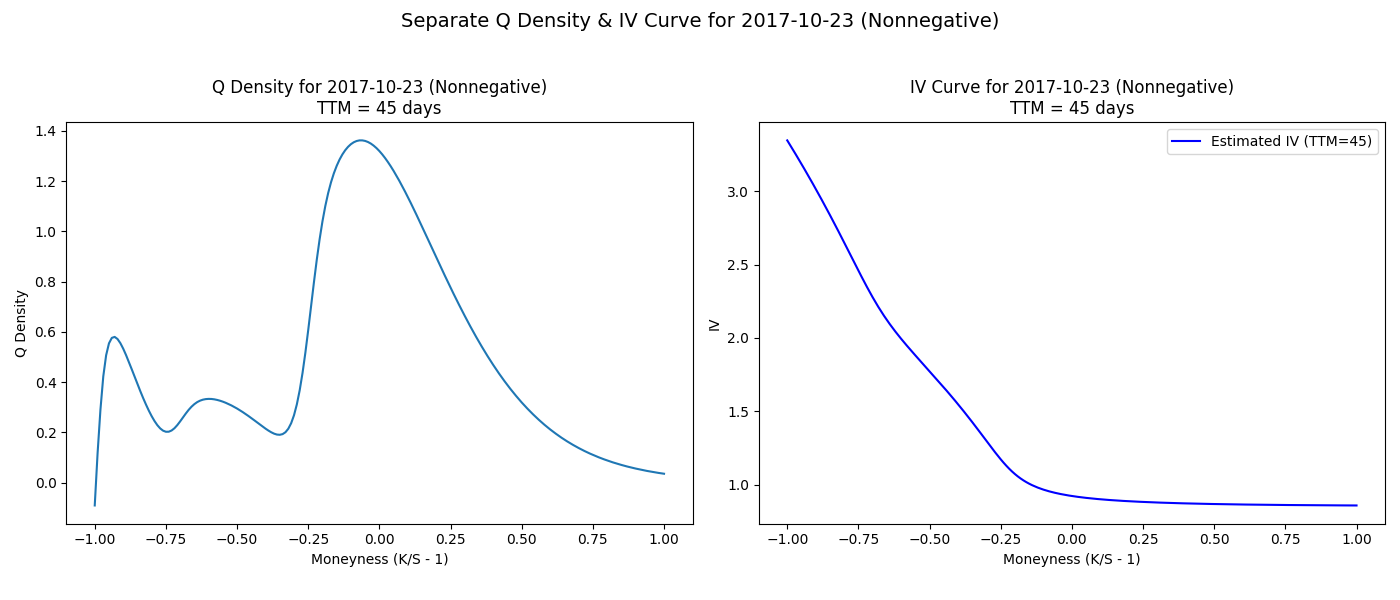 Separate Q Density & IV Curve for 2017-10-23 (Nonnegative)
Q Density for 2017-10-23 (Nonnegative)
TTM = 45 days
Q Density
1.4
1.2
1.0
0.8
0.6
0.4
0.2
0.0
−1.00 −0.75 −0.50 −0.25 0.00 0.25 0.50 0.75 1.00
Moneyness (K/S - 1)
IV Curve for 2017-10-23 (Nonnegative)
TTM = 45 days
Estimated IV (TTM=45)
IV
3.0
2.5
2.0
1.5
1.0
−1.00 −0.75 −0.50 −0.25 0.00 0.25 0.50 0.75 1.00
Moneyness (K/S - 1)